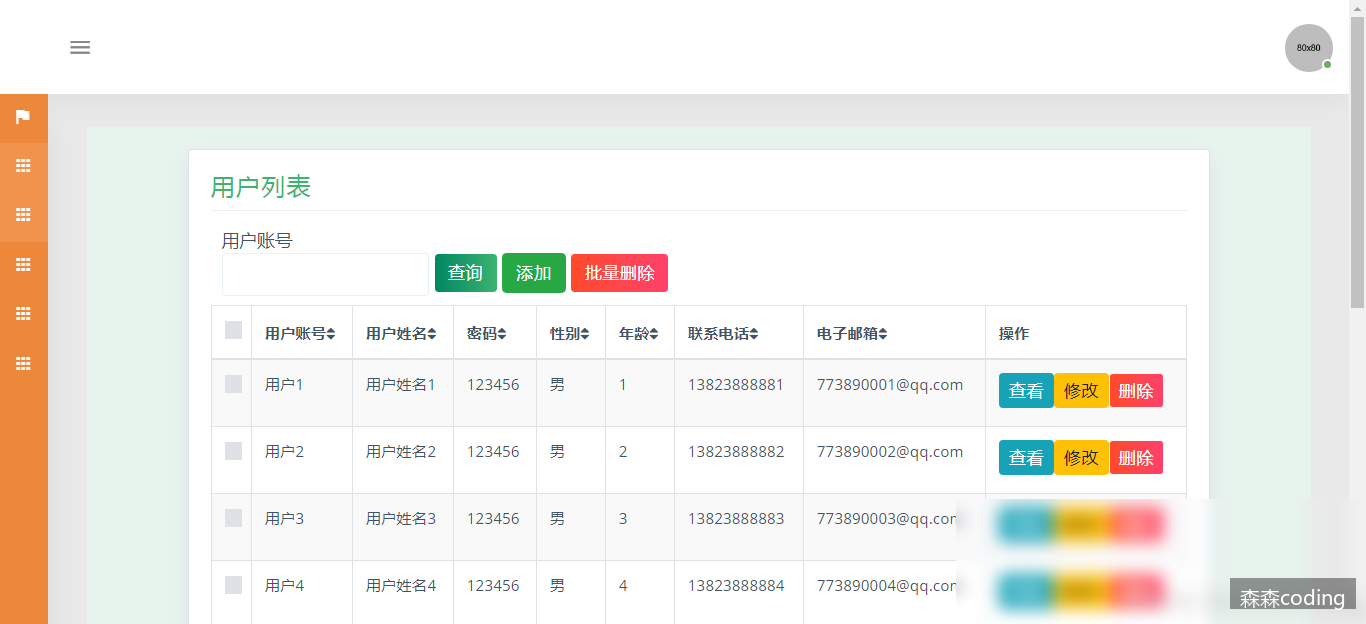 80x80
用户列表
用户账号
查询 添加 批量删除
用户账号 用户姓名 密码 性别 年龄 联系电话 电子邮箱 操作
用户1 用户姓名1 123456 男 1 13823888881 773890001@qq.com 查看 修改 删除
用户2 用户姓名2 123456 男 2 13823888882 773890002@qq.com 查看 修改 删除
用户3 用户姓名3 123456 男 3 13823888883 773890003@qq.com
用户4 用户姓名4 123456 男 4 13823888884 773890004@qq.com
森森coding